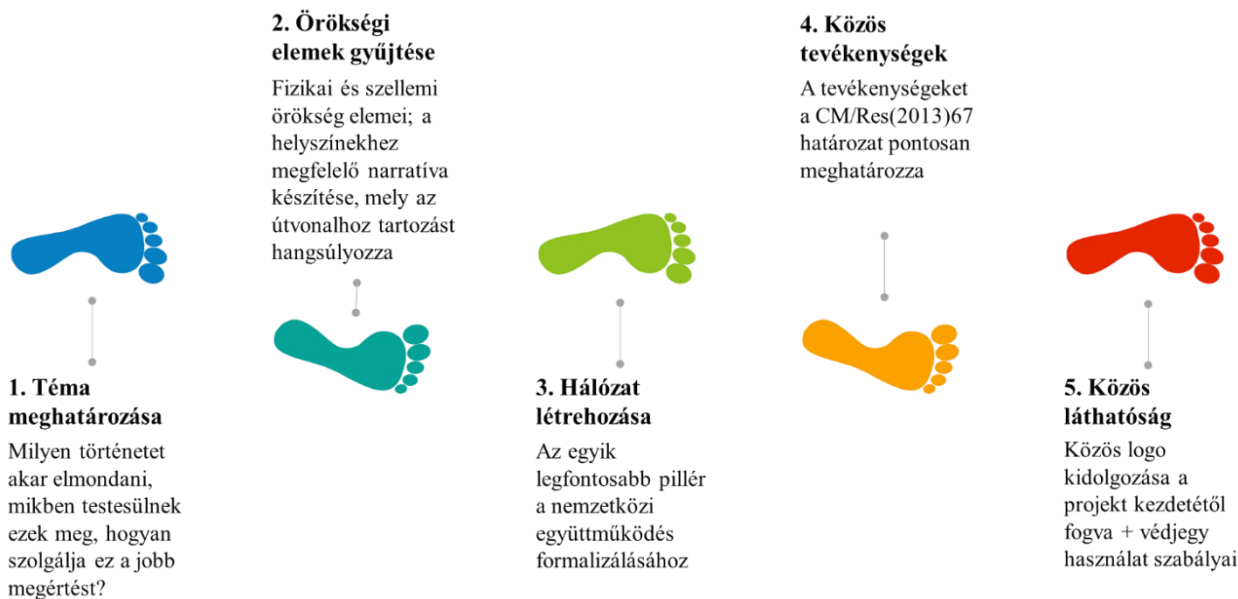 1. Téma
meghatározása
Milyen történetet
akar elmondani,
mikben testesülnek
ezek meg, hogyan
szolgálja ez a jobb
megértést?
2. Örökségi
elemek gyűjtése
Fizikai és szellemi
örökség elemei; a
helyszínekhez
megfelelő narratíva
készítése, mely az
útvonalhoz tartozást
hangsúlyozza
3. Hálózat
létrehozása
Az egyik
legfontosabb pillér
a nemzetközi
együttműködés
formalizálásához
4. Közös
tevékenységek
A tevékenységeket
a CM/Res(2013)67
határozat pontosan
meghatározza
5. Közös
láthatóság
Közös logo
kidolgozása a
projekt kezdetétől
fogva + védjegy
használat szabályai